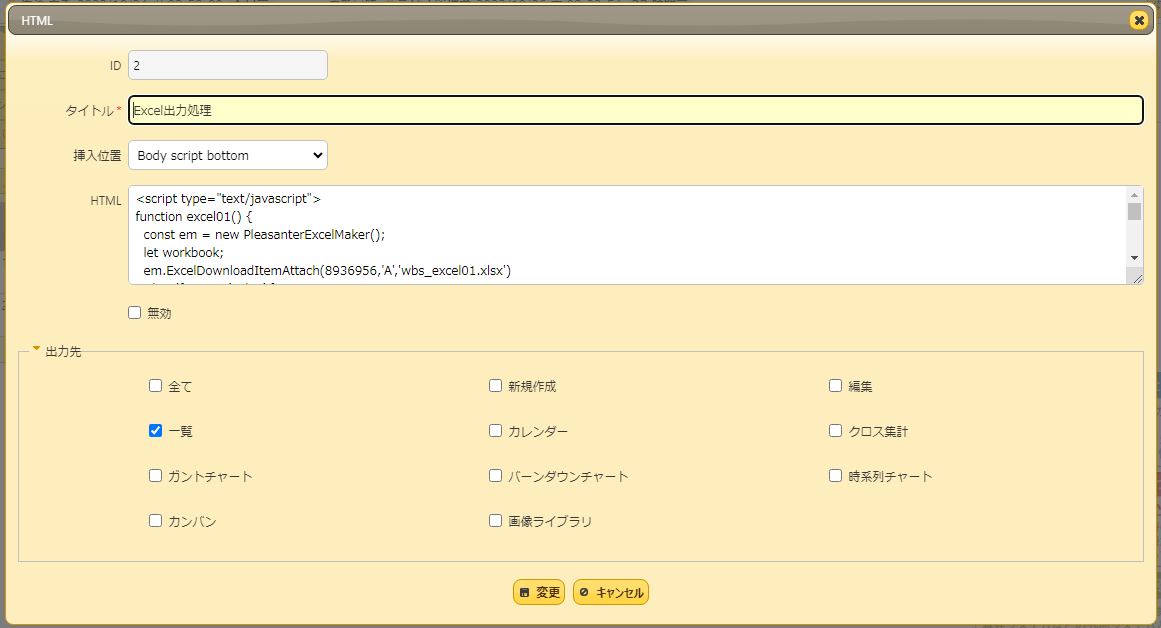 HTML
ID 2
タイトル* Excel出力処理
挿入位置 Body script bottom
HTML <script type="text/javascript">
function excel01() {
const em = new PleasanterExcelMaker();
let workbook;
em.ExcelDownloadItemAttach(8936956,'A','wbs_excel01.xlsx')
無効
出力先
全て 新規作成 編集
一覧 カレンダー クロス集計
ガントチャート バーンダウンチャート 時系列チャート
カンバン 画像ライブラリ
変更 キャンセル